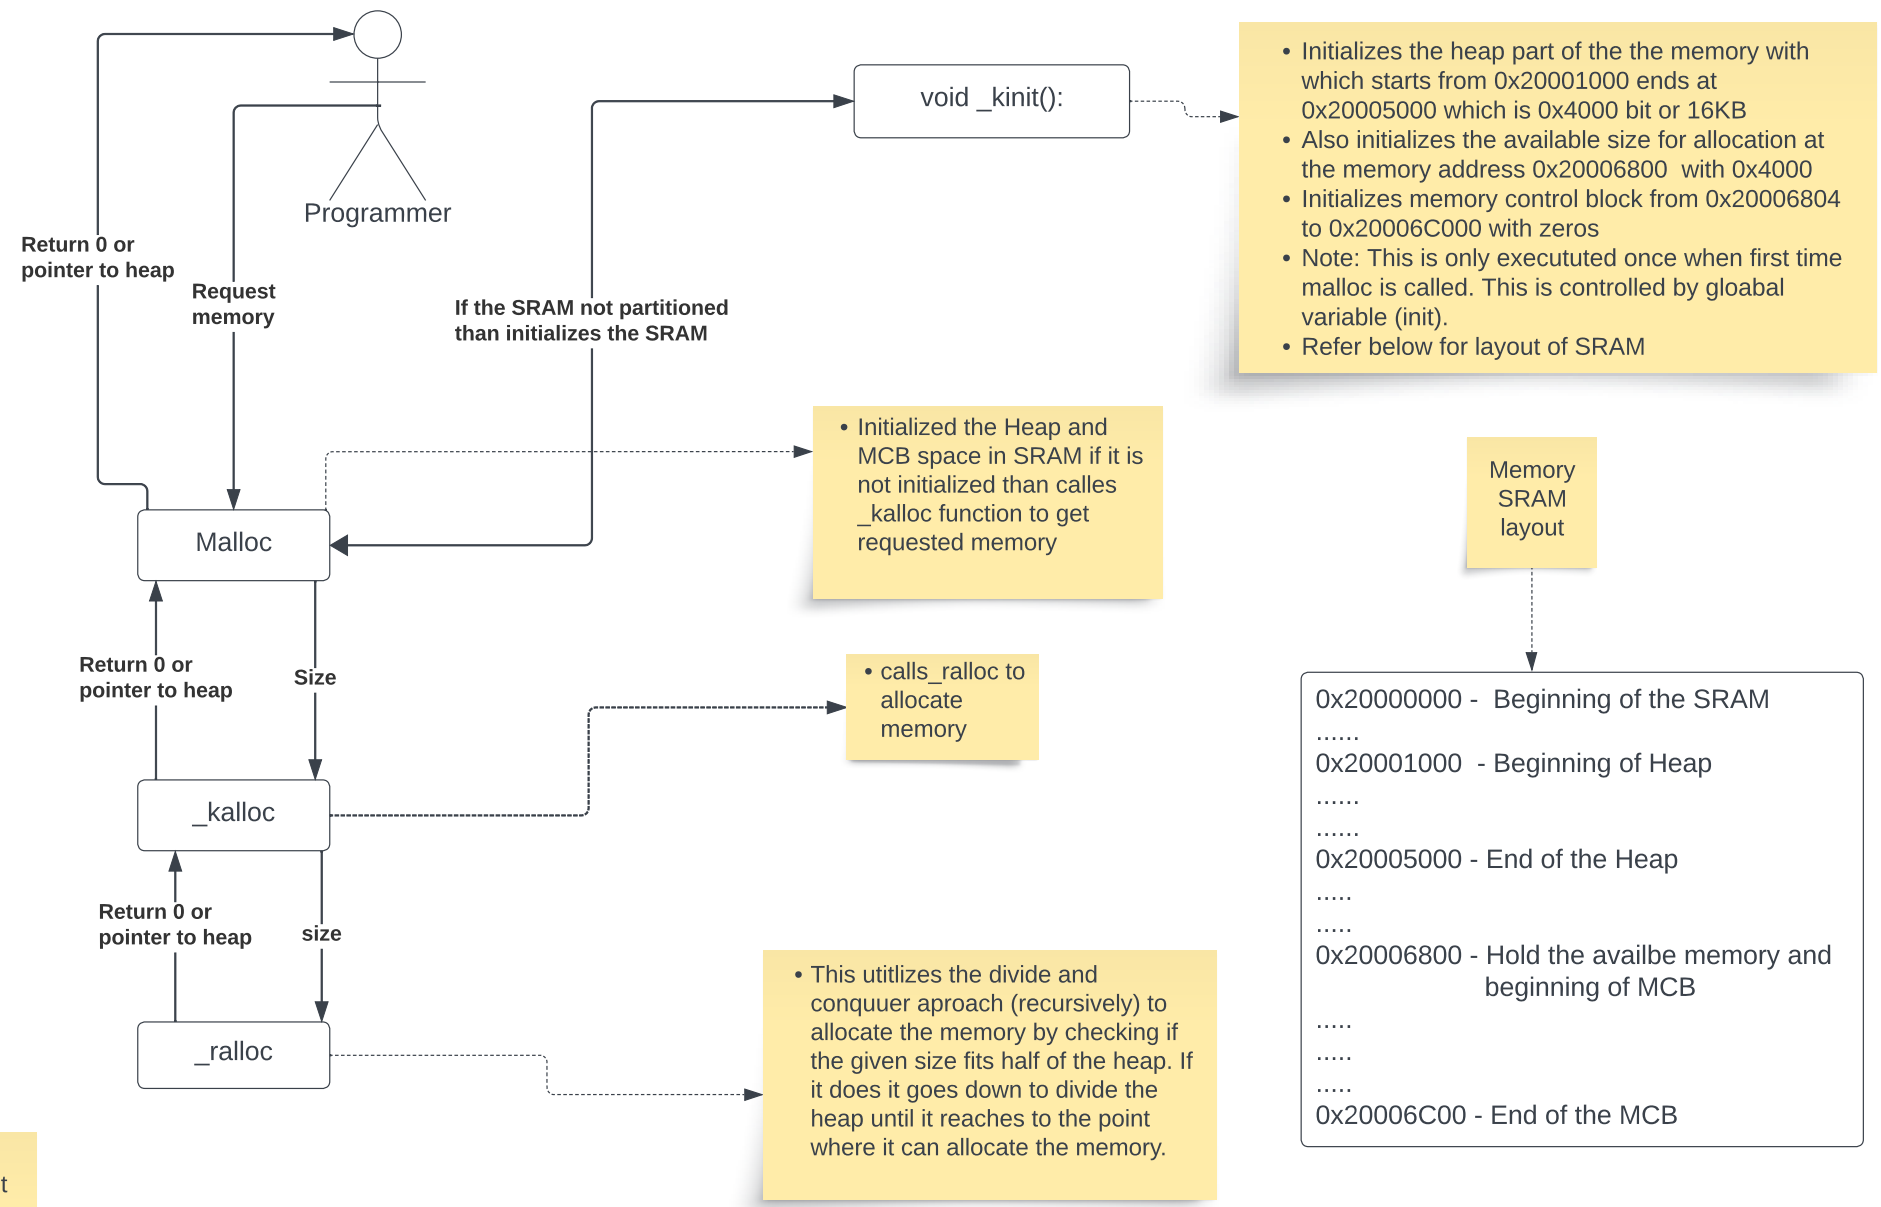 Programmer
Return 0 or
pointer to heap
Request
memory
If the SRAM not partitioned
than initializes the SRAM
void _kinit():
• Initializes the heap part of the the memory with
which starts from 0x20001000 ends at
0x20005000 which is 0x4000 bit or 16KB
• Also initializes the available size for allocation at
the memory address 0x20006800  with 0x4000
• Initializes memory control block from 0x20006804
to 0x20006C000 with zeros
• Note: This is only execututed once when first time
malloc is called. This is controlled by gloabal
variable (init).
• Refer below for layout of SRAM
• Initialized the Heap and
MCB space in SRAM if it is
not initialized than calles
_kalloc function to get
requested memory
Malloc
Return 0 or
pointer to heap
Size
• calls_ralloc to
allocate
memory
_kalloc
Return 0 or
pointer to heap
size
_ralloc
• This utitlizes the divide and
conquuer aproach (recursively) to
allocate the memory by checking if
the given size fits half of the heap. If
it does it goes down to divide the
heap until it reaches to the point
where it can allocate the memory.
Memory
SRAM
layout
0x20000000 -  Beginning of the SRAM
......
0x20001000  - Beginning of Heap
......
......
0x20005000 - End of the Heap
.....
.....
0x20006800 - Hold the availbe memory and
beginning of MCB
.....
.....
.....
0x20006C00 - End of the MCB
t